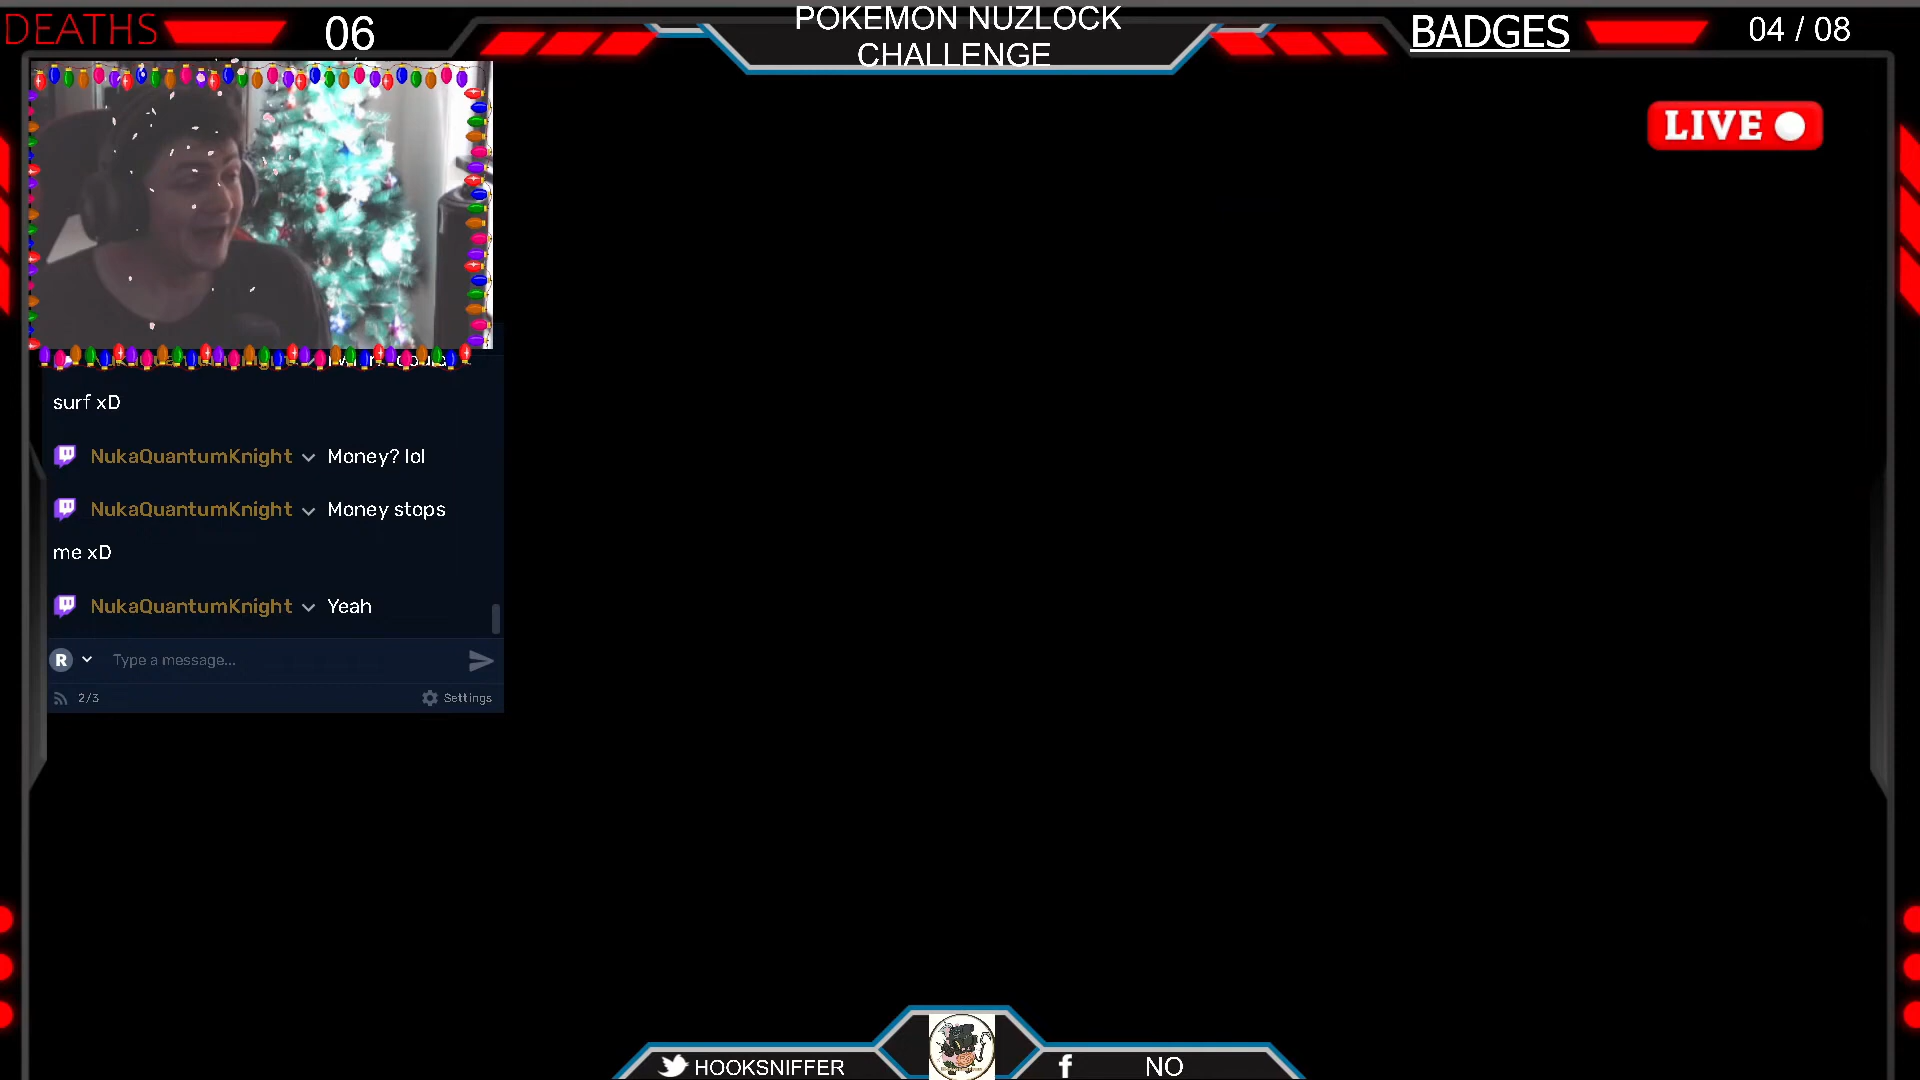 DEATHS
06
POKEMON NUZLOCK
CHALLENGE
BADGES
04 / 08
LIVE
surf xD
NukaQuantumKnight Money? lol
NukaQuantumKnight Money stops
me xD
NukaQuantumKnight Yeah
R Type a message...
2/3 Settings
HOOKSNIFFER
f NO